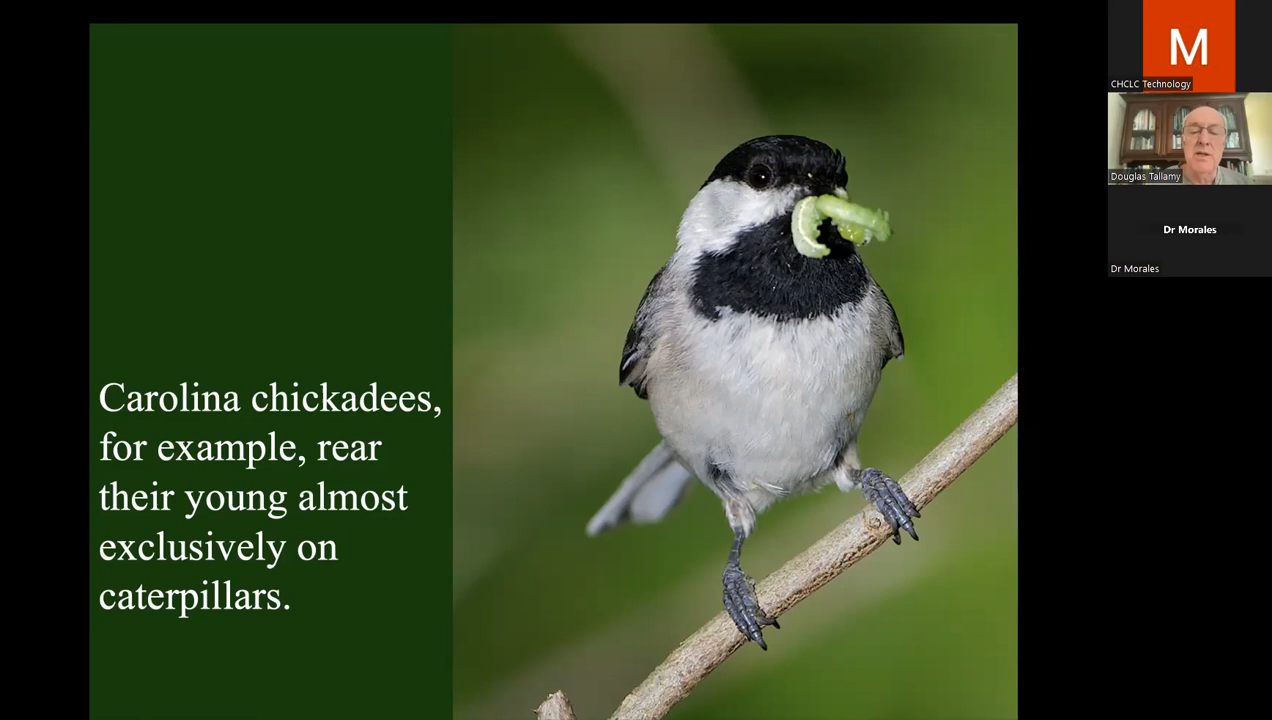 Carolina chickadees,
for example, rear
their young almost
exclusively on
caterpillars.
M
CHCLC Technology
Douglas Tallamy
Dr Morales
Dr Morales